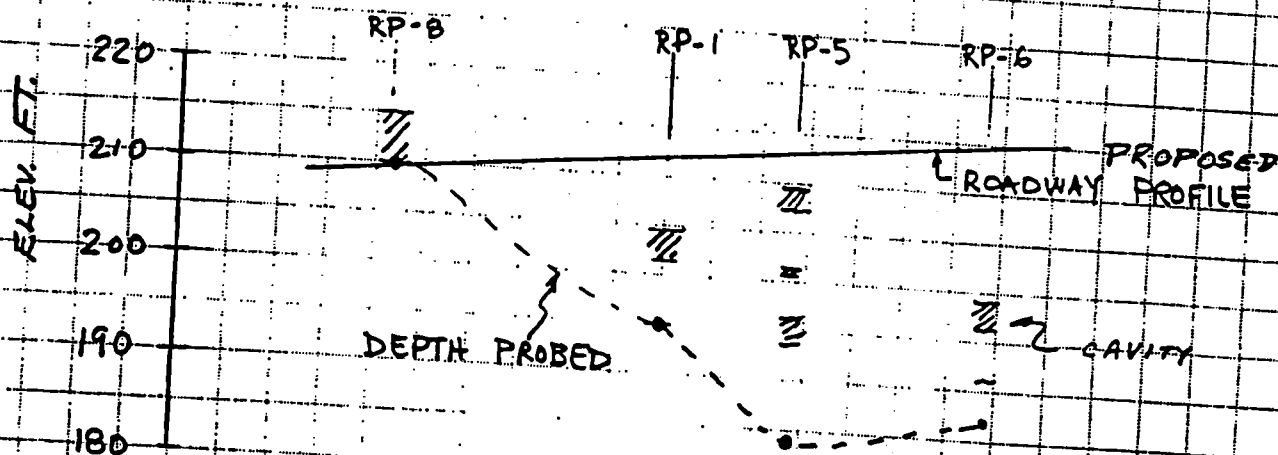 RP-8
RP-1
RP-5
RP-6
ELEV. FT.
220
210
200
190
180
PROPOSED
ROADWAY PROFILE
DEPTH PROBED
CAVITY